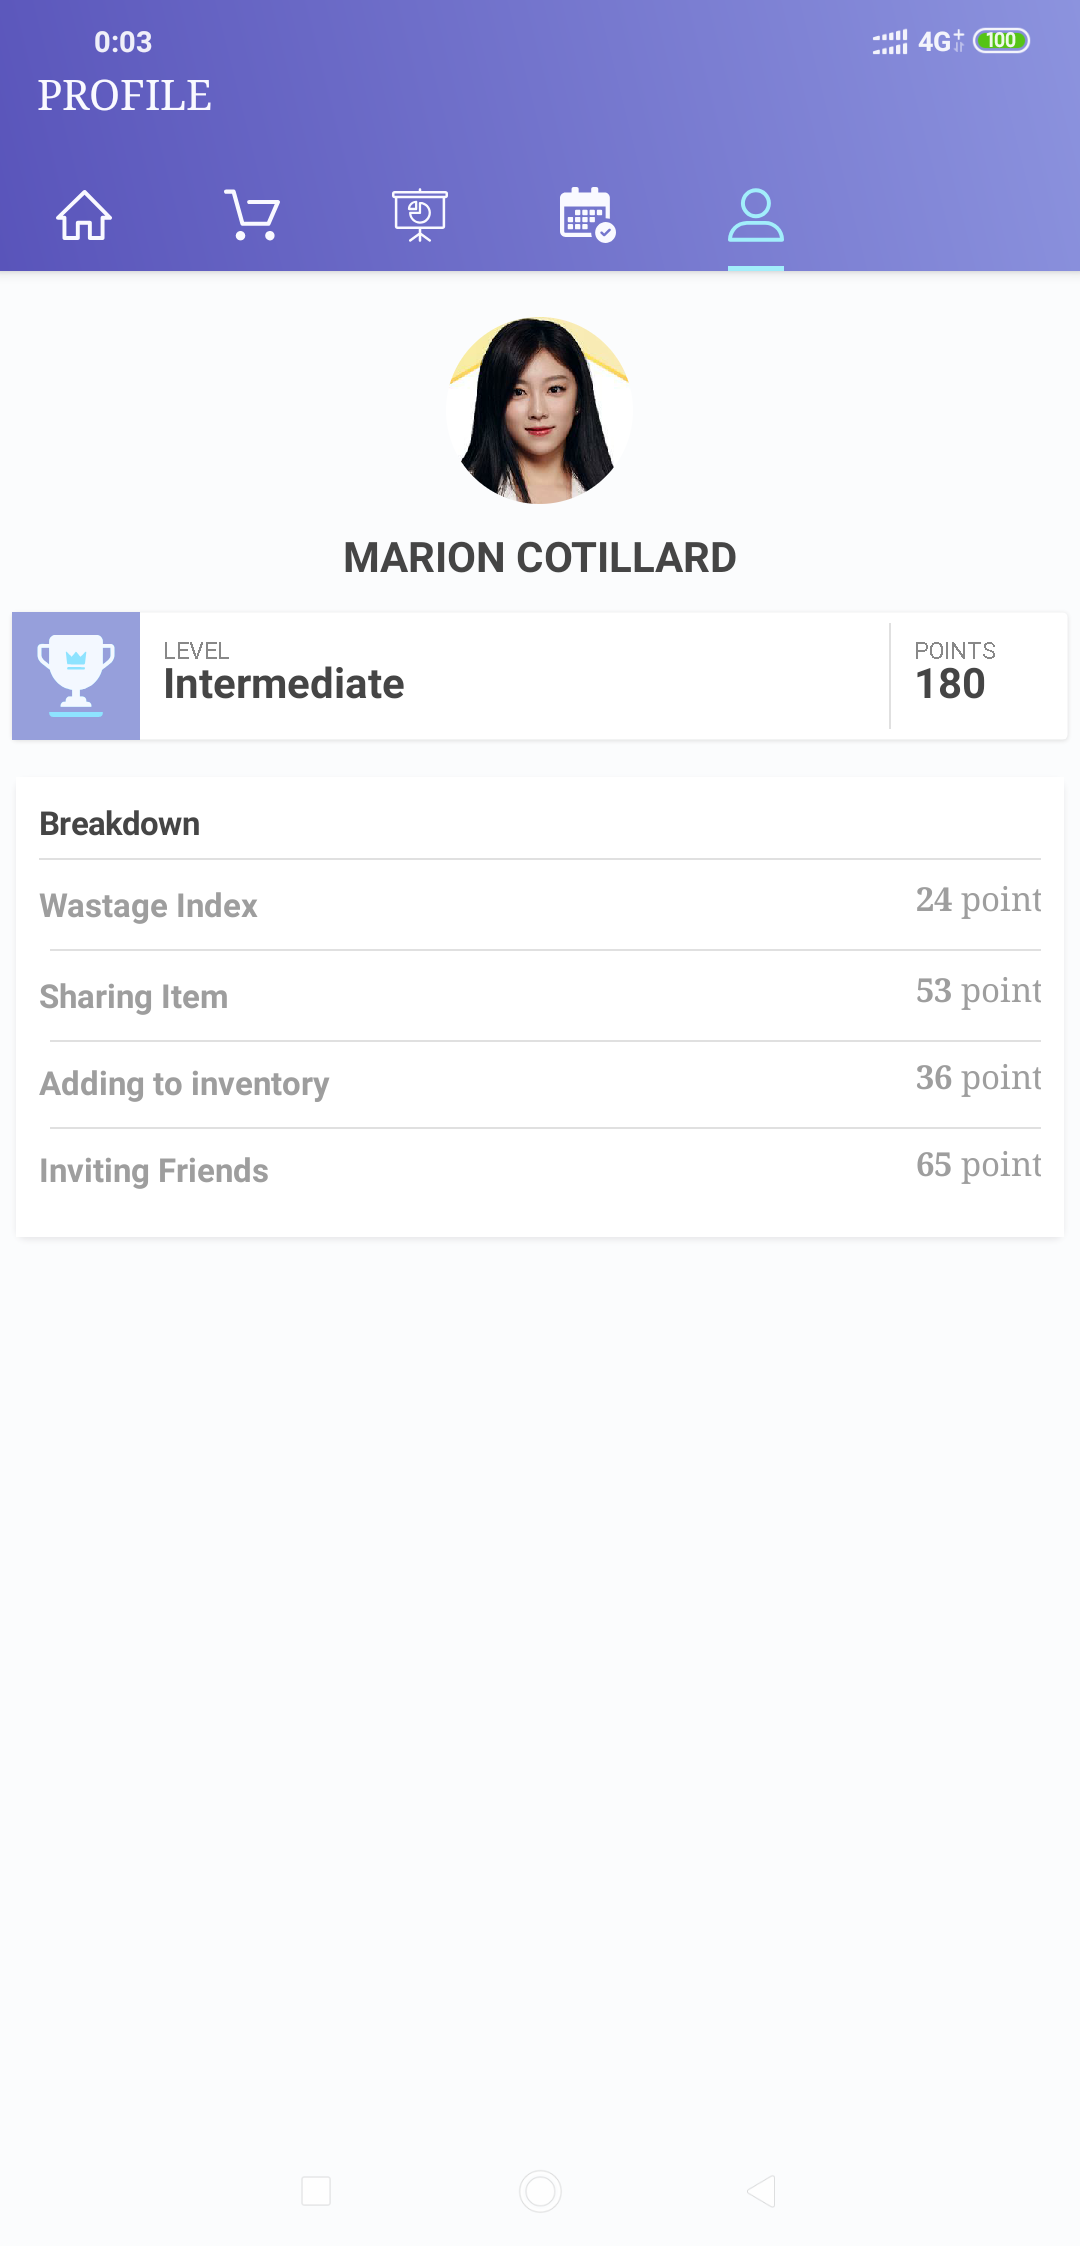 0:03
4G+ 100
PROFILE
MARION COTILLARD
LEVEL
Intermediate
POINTS
180
Breakdown
Wastage Index 24 point
Sharing Item 53 point
Adding to inventory 36 point
Inviting Friends 65 point